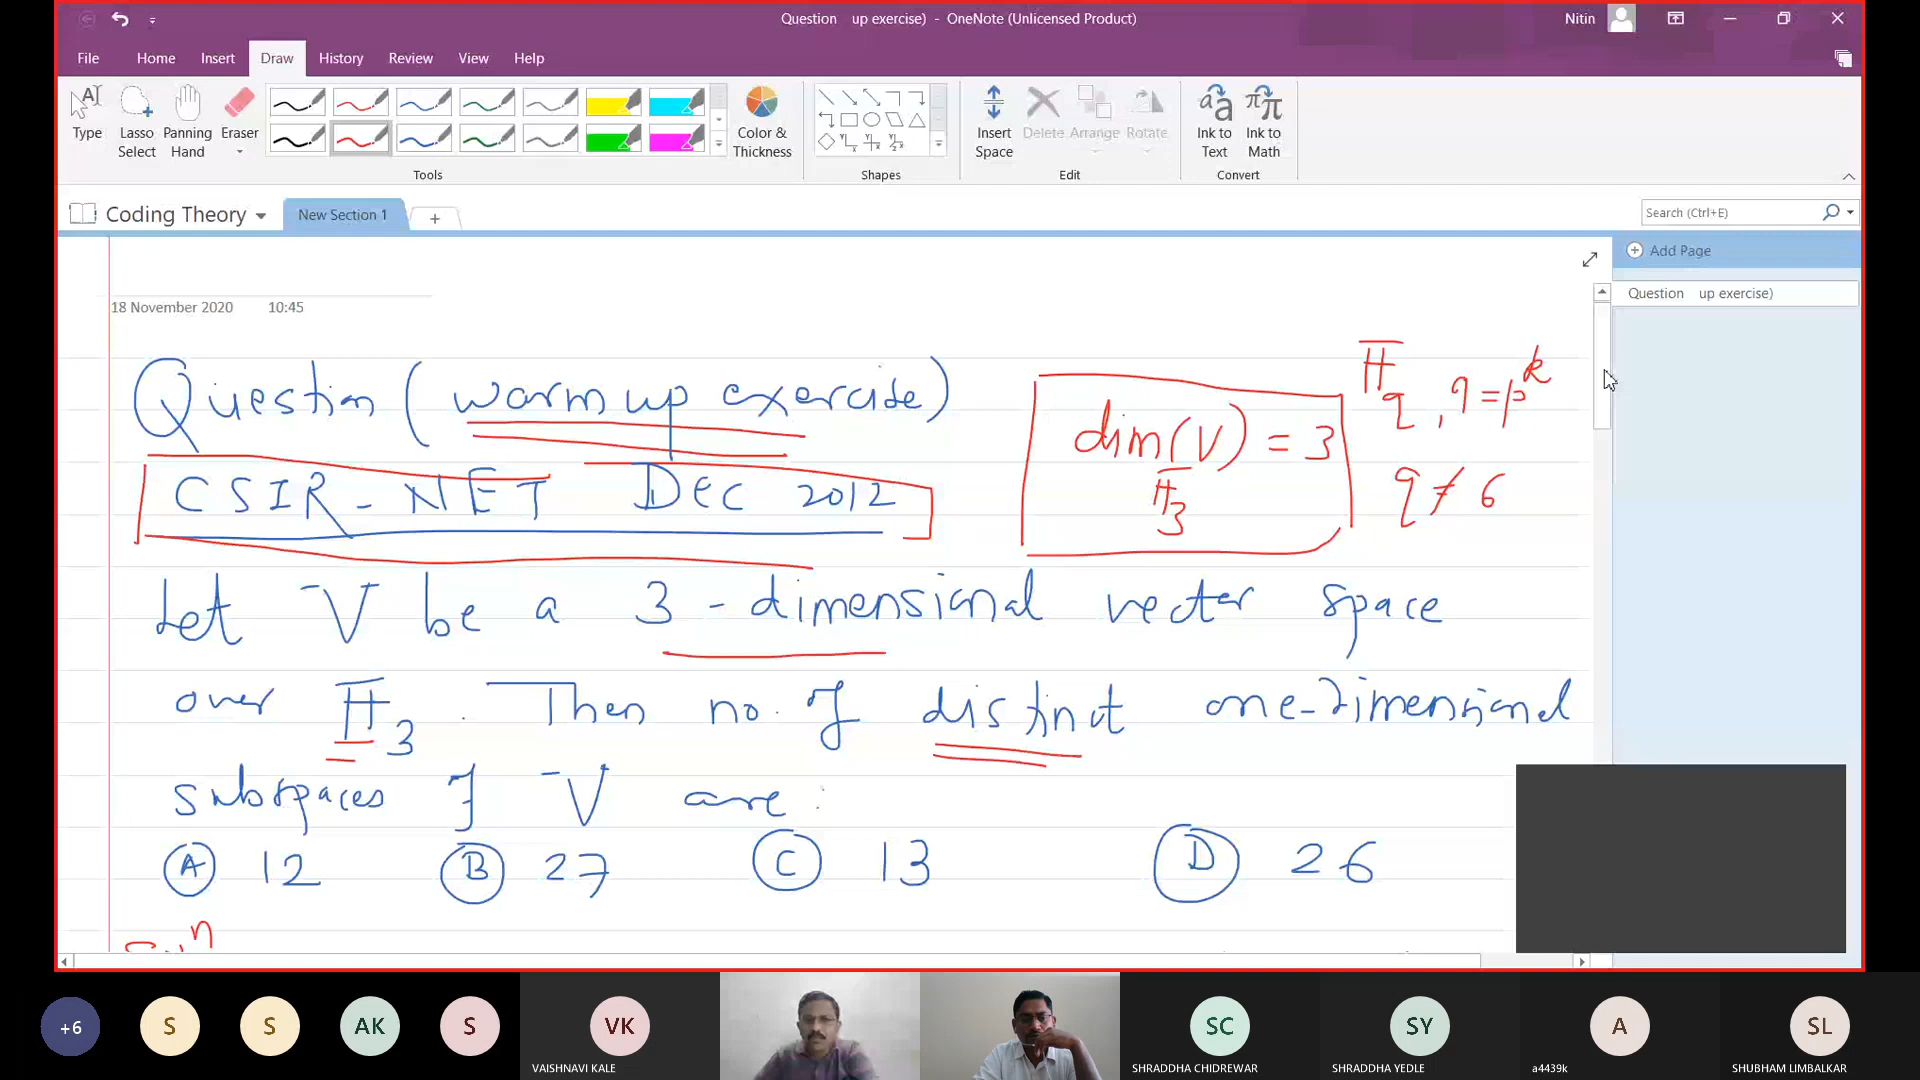 Question up exercise) - OneNote (Unlicensed Product)
Nitin
File Home Insert Draw History Review View Help
Type
Lasso Select
Panning Hand
Eraser
Color & Thickness
Insert Space
Delete
Arrange
Rotate
Ink to Text
Ink to Math
Tools
Shapes
Edit
Convert
Coding Theory
New Section 1
Search (Ctrl+E)
Add Page
Question up exercise)
18 November 2020 10:45
Question (warm up exercise)
CSIR - NET DEC 2012
dim(V) = 3
F3
Fq, q = p^k
q ≠ 6
Let V be a 3-dimensional vector space
over F3. Then no. of distinct one-dimensional
subspaces of V are:
A 12 B 27 C 13 D 26
Sol^n
+6
S
S
AK
S
VK
VAISHNAVI KALE
SC
SHRADDHA CHIDREWAR
SY
SHRADDHA YEDLE
A
a4439k
SL
SHUBHAM LIMBALKAR